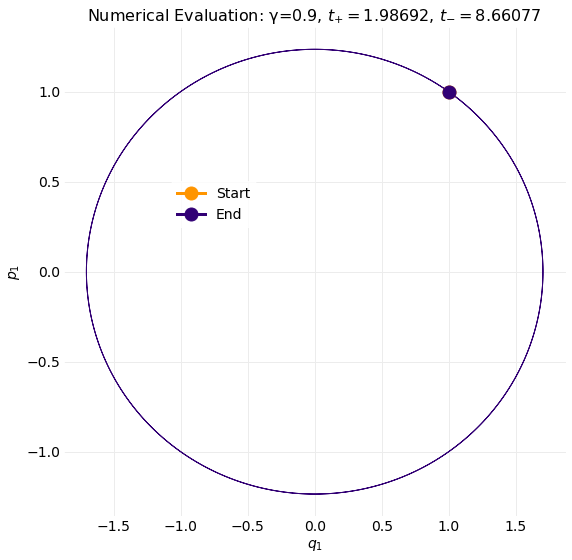 Numerical Evaluation: γ=0.9, t₊ = 1.98692, t₋ = 8.66077
1.0
0.5
Start
End
p₁
0.0
−0.5
−1.0
−1.5 −1.0 −0.5 0.0 0.5 1.0 1.5
q₁